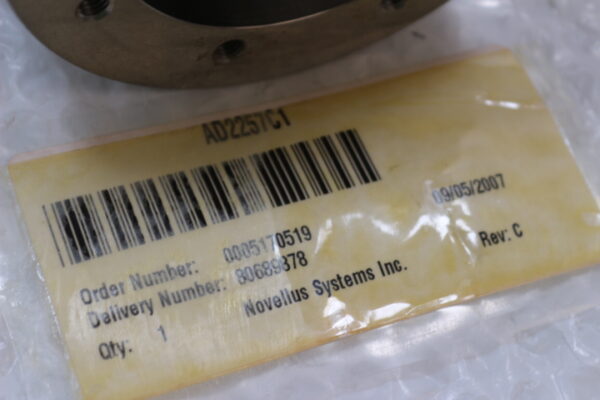 AD2257C1
09/05/2007
Order Number: 0005170519
Delivery Number: 80689378
Rev: C
Qty: 1 Novellus Systems Inc.